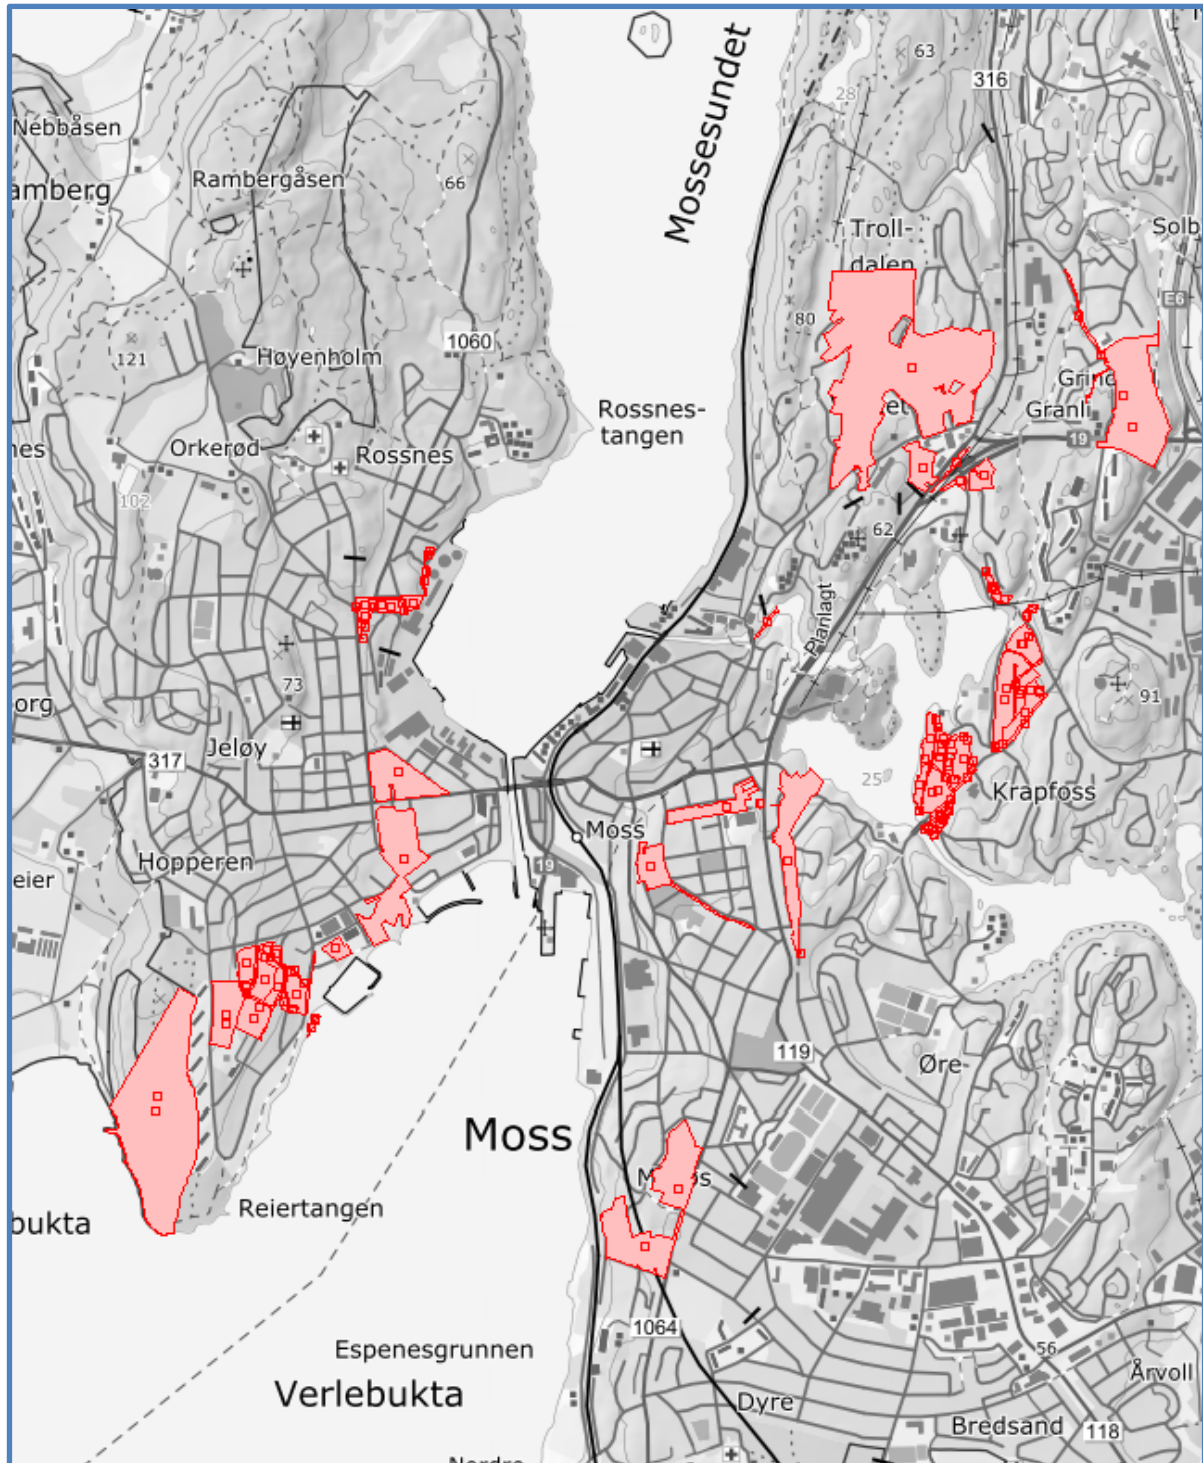 Mossesundet
63
316
28
Nebbåsen
Rambergåsen
66
amberg
Troll-
dalen
Solb
E6
80
1060
121
Høyenholm
Rossnes-
tangen
Granli
19
nes
Orkerød
Rossnes
102
62
Planlagt
73
91
org
Jeløy
317
25
Krapfoss
Moss
Hopperen
19
eier
119
Øre
Moss
Reiertangen
bukta
1064
Espenesgrunnen
56
Årvoll
Verlebukta
Dyre
Bredsand
118